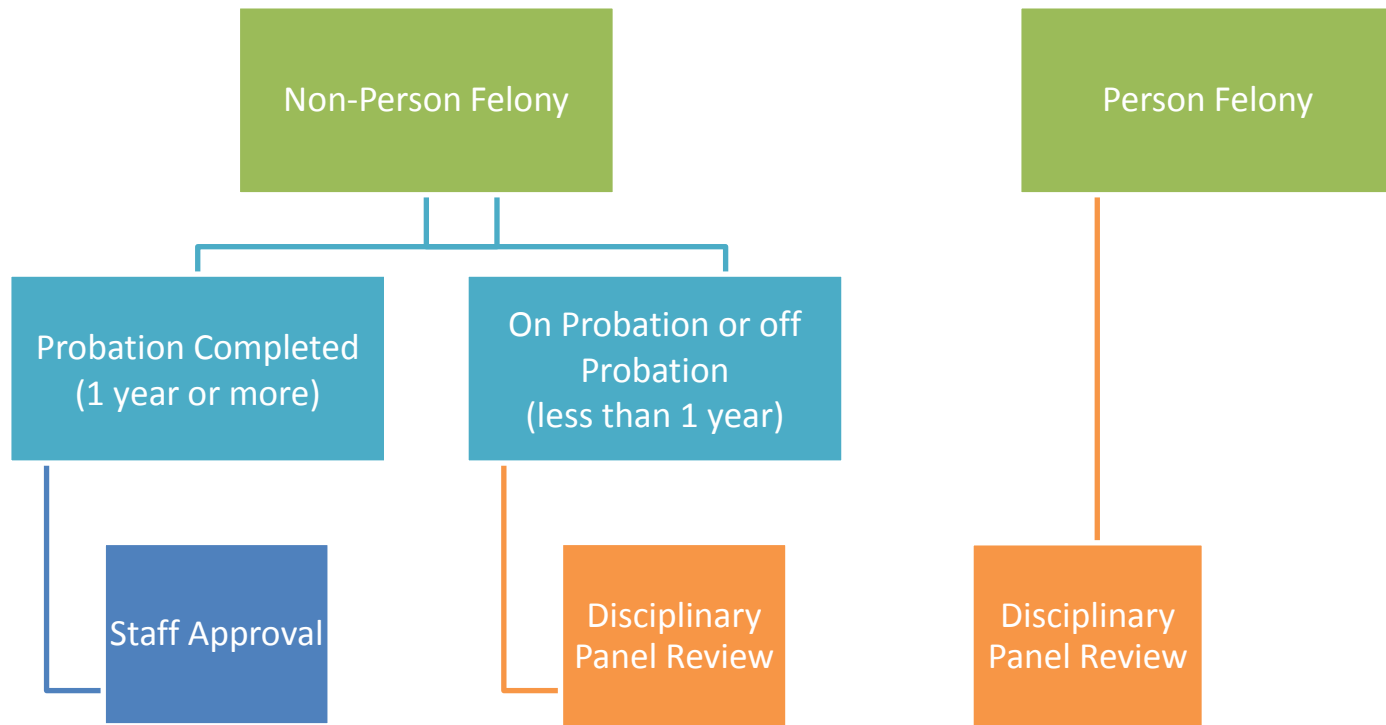 Non-Person Felony
Person Felony
Probation Completed
(1 year or more)
On Probation or off
Probation
(less than 1 year)
Staff Approval
Disciplinary
Panel Review
Disciplinary
Panel Review